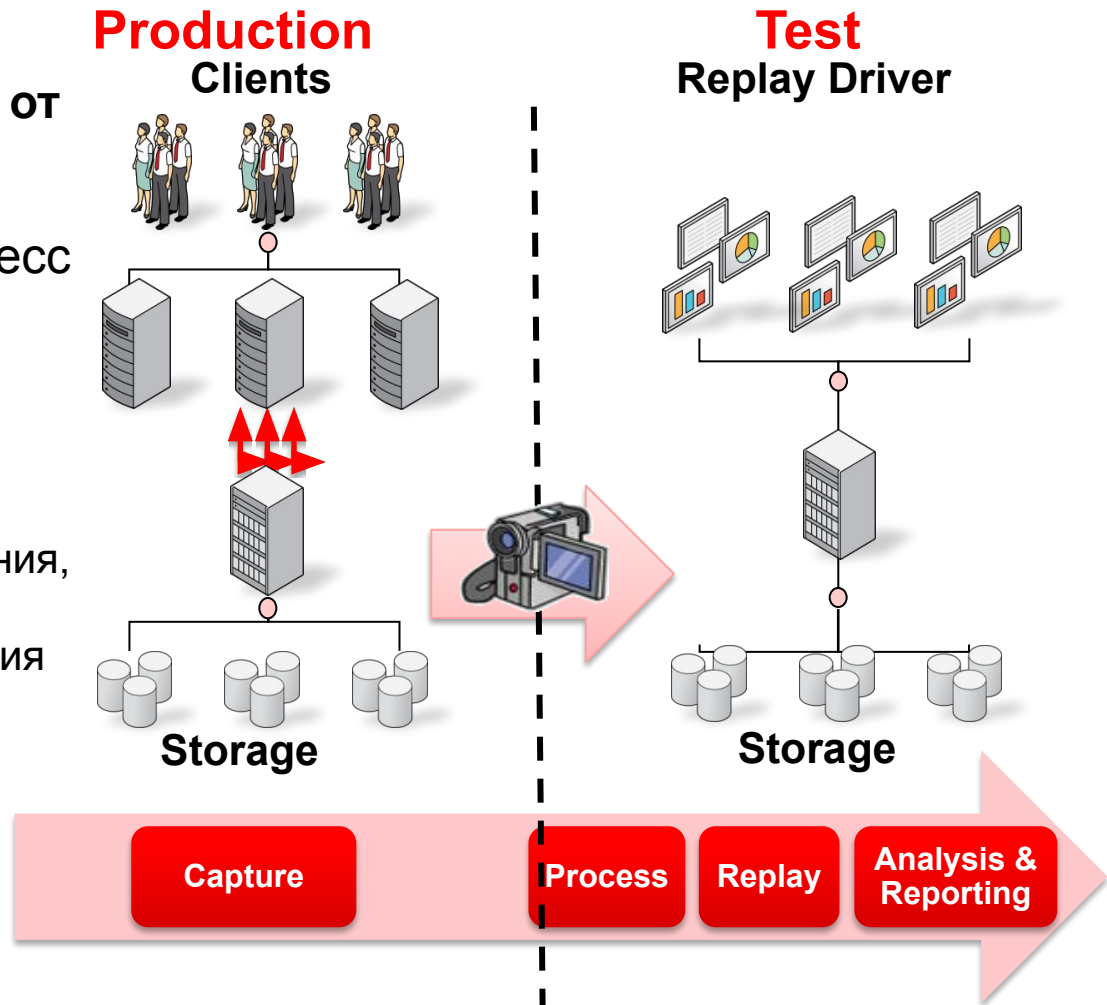 Production
Test
Clients
Replay Driver
от
есс
ния,
ия
Storage
Storage
Capture
Process
Replay
Analysis &
Reporting